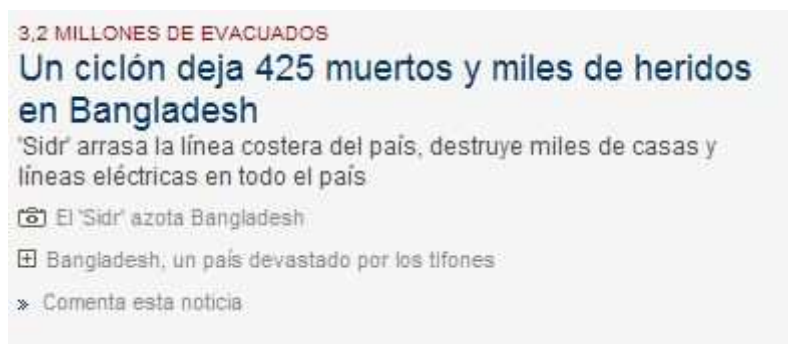 3,2 MILLONES DE EVACUADOS
Un ciclón deja 425 muertos y miles de heridos
en Bangladesh
'Sidr' arrasa la línea costera del país, destruye miles de casas y
líneas eléctricas en todo el país
El 'Sidr' azota Bangladesh
Bangladesh, un país devastado por los tifones
» Comenta esta noticia